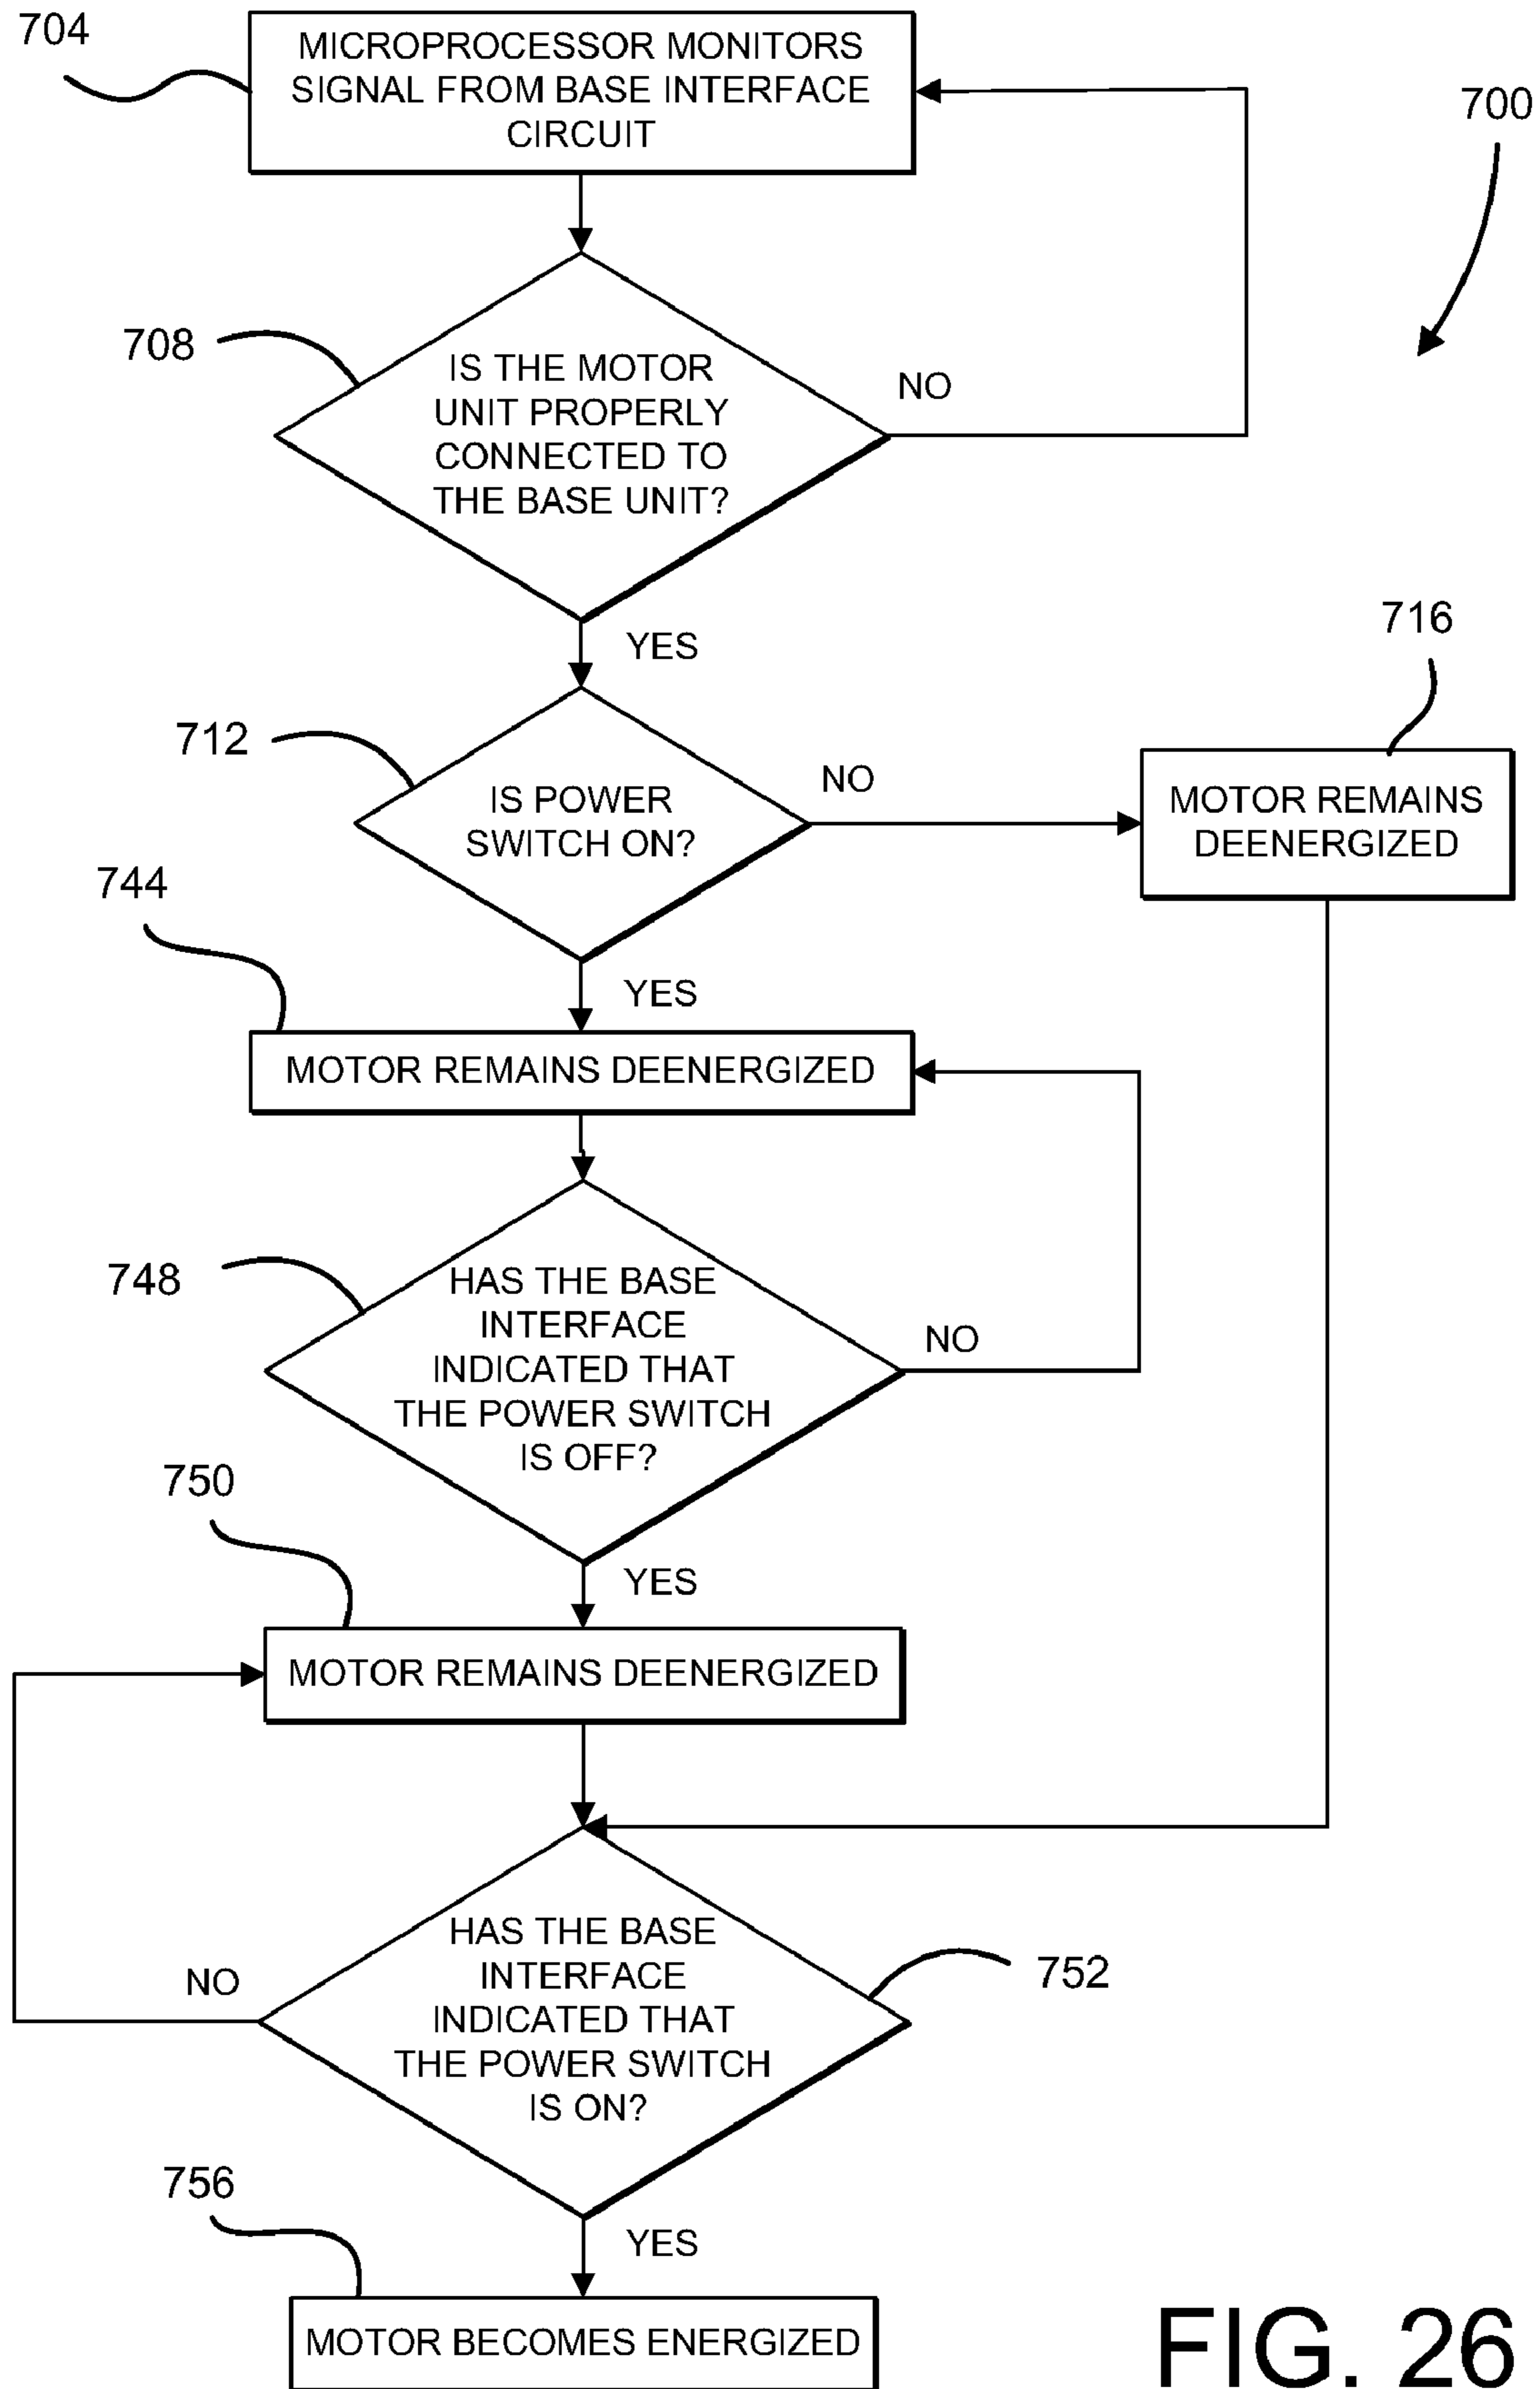 704
MICROPROCESSOR MONITORS
SIGNAL FROM BASE INTERFACE
CIRCUIT
700
708
IS THE MOTOR
UNIT PROPERLY
CONNECTED TO
THE BASE UNIT?
NO
YES
716
712
IS POWER
SWITCH ON?
NO
MOTOR REMAINS
DEENERGIZED
744
YES
MOTOR REMAINS DEENERGIZED
748
HAS THE BASE
INTERFACE
INDICATED THAT
THE POWER SWITCH
IS OFF?
NO
750
YES
MOTOR REMAINS DEENERGIZED
HAS THE BASE
INTERFACE
INDICATED THAT
THE POWER SWITCH
IS ON?
NO
752
756
YES
MOTOR BECOMES ENERGIZED
FIG. 26